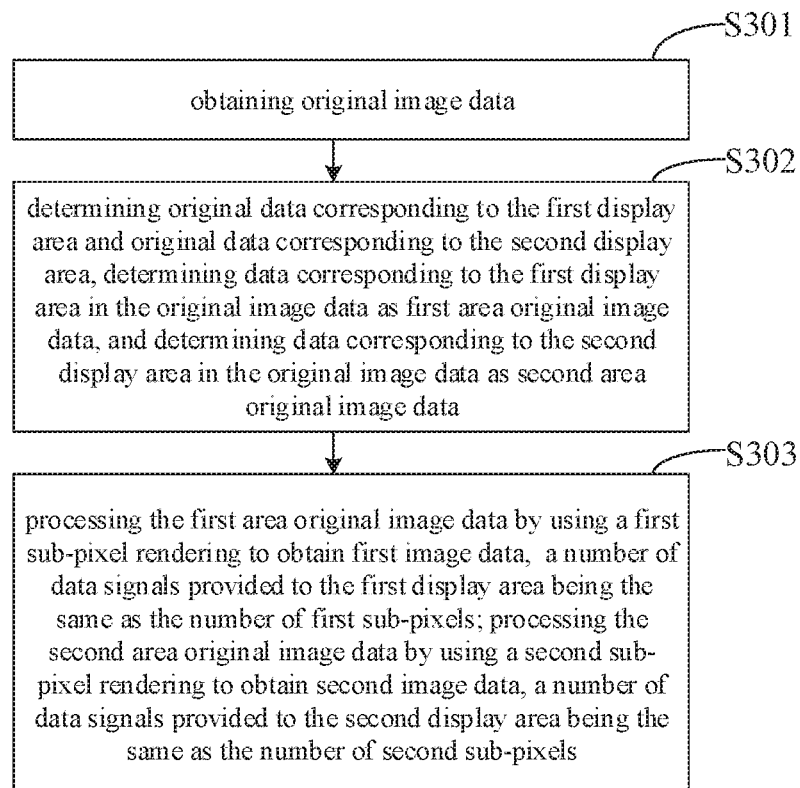 S301
obtaining original image data
S302
determining original data corresponding to the first display
area and original data corresponding to the second display
area, determining data corresponding to the first display
area in the original image data as first area original image
data, and determining data corresponding to the second
display area in the original image data as second area
original image data
S303
processing the first area original image data by using a first
sub-pixel rendering to obtain first image data, a number of
data signals provided to the first display area being the
same as the number of first sub-pixels; processing the
second area original image data by using a second sub-
pixel rendering to obtain second image data, a number of
data signals provided to the second display area being the
same as the number of second sub-pixels